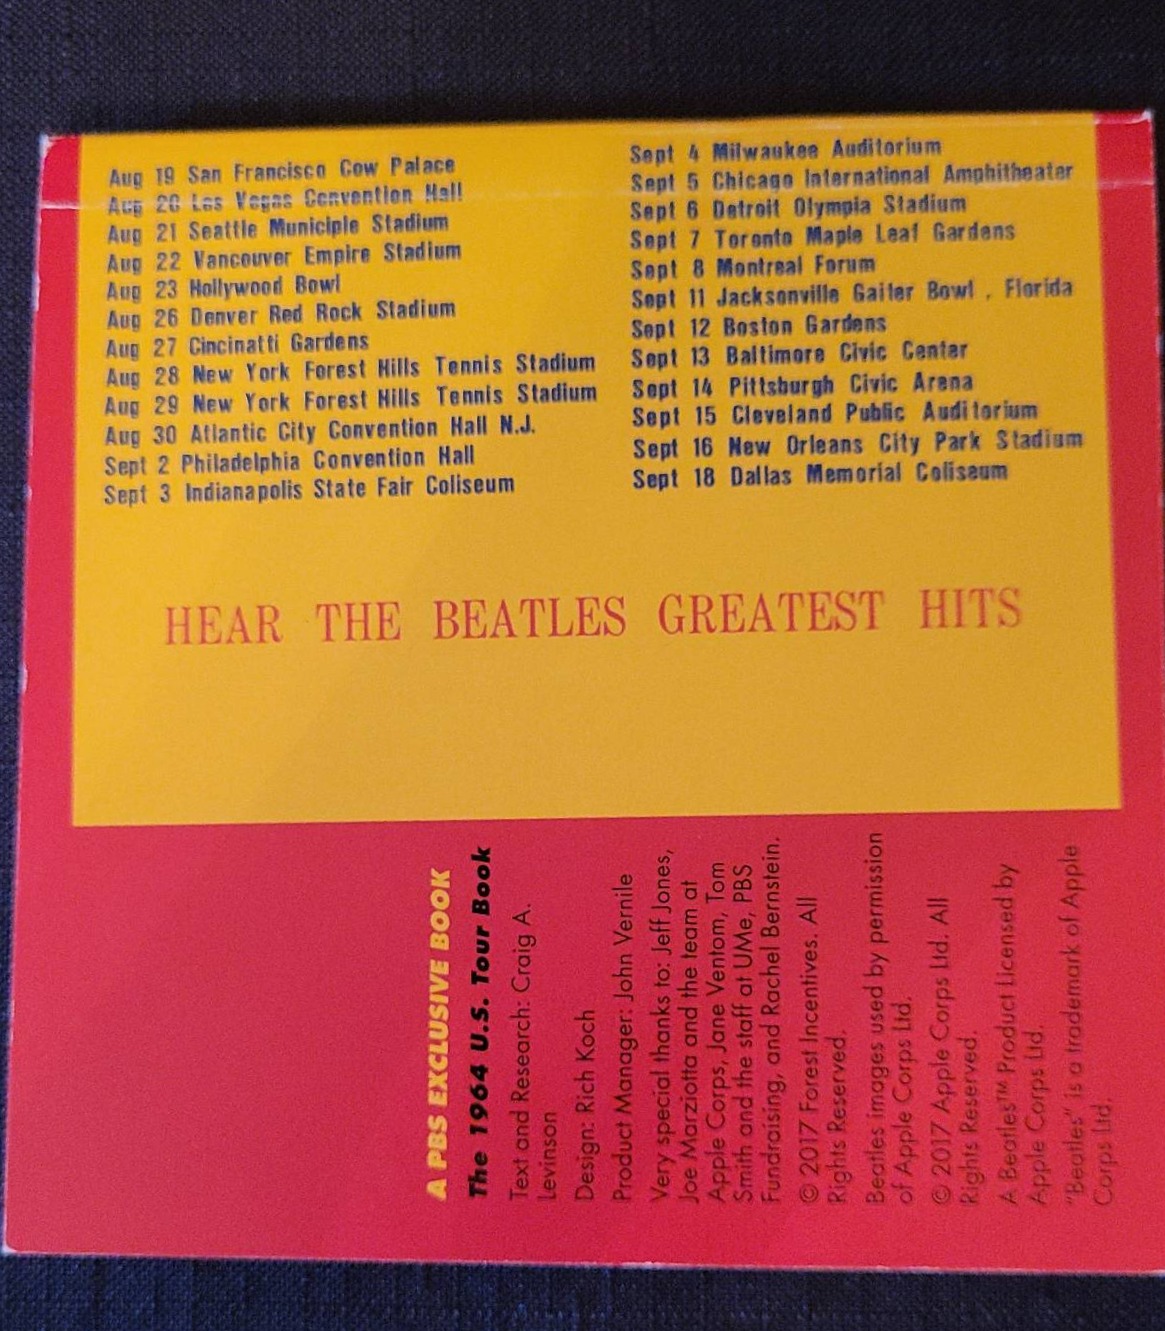 Aug 19 San Francisco Cow Palace
Aug 20 Las Vegas Convention Hall
Aug 21 Seattle Municiple Stadium
Aug 22 Vancouver Empire Stadium
Aug 23 Hollywood Bowl
Aug 26 Denver Red Rock Stadium
Aug 27 Cincinatti Gardens
Aug 28 New York Forest Hills Tennis Stadium
Aug 29 New York Forest Hills Tennis Stadium
Aug 30 Atlantic City Convention Hall N.J.
Sept 2 Philadelphia Convention Hall
Sept 3 Indianapolis State Fair Coliseum
Sept 4 Milwaukee Auditorium
Sept 5 Chicago International Amphitheater
Sept 6 Detroit Olympia Stadium
Sept 7 Toronto Maple Leaf Gardens
Sept 8 Montreal Forum
Sept 11 Jacksonville Gaiter Bowl , Florida
Sept 12 Boston Gardens
Sept 13 Baltimore Civic Center
Sept 14 Pittsburgh Civic Arena
Sept 15 Cleveland Public Auditorium
Sept 16 New Orleans City Park Stadium
Sept 18 Dallas Memorial Coliseum
HEAR THE BEATLES GREATEST HITS
A PBS EXCLUSIVE BOOK
The 1964 U.S. Tour Book
Text and Research: Craig A.
Levinson
Design: Rich Koch
Product Manager: John Vernile
Very special thanks to: Jeff Jones,
Joe Marziotta and the team at
Apple Corps, Jane Ventom, Tom
Smith and the staff at UMe, PBS
Fundraising, and Rachel Bernstein.
© 2017 Forest Incentives. All
Rights Reserved.
Beatles images used by permission
of Apple Corps Ltd.
© 2017 Apple Corps Ltd. All
Rights Reserved.
A Beatles™ Product Licensed by
Apple Corps Ltd.
"Beatles" is a trademark of Apple
Corps Ltd.